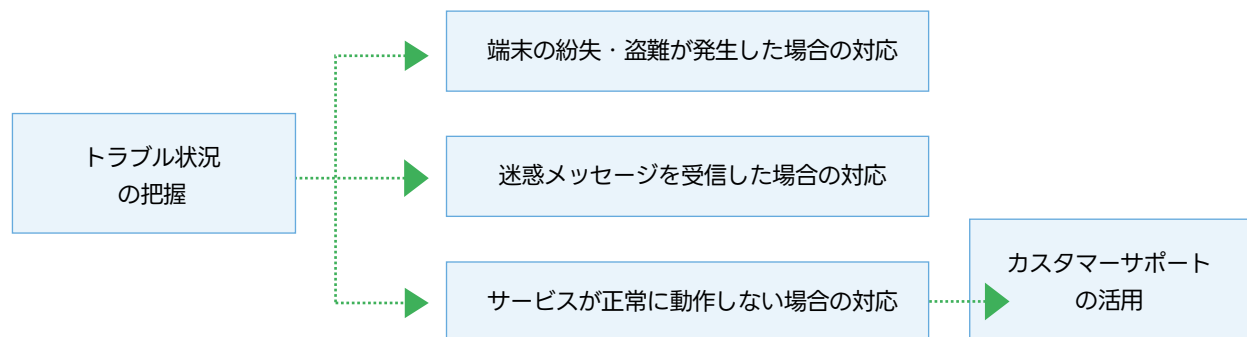 端末の紛失・盗難が発生した場合の対応
トラブル状況
の把握
迷惑メッセージを受信した場合の対応
サービスが正常に動作しない場合の対応
カスタマーサポート
の活用